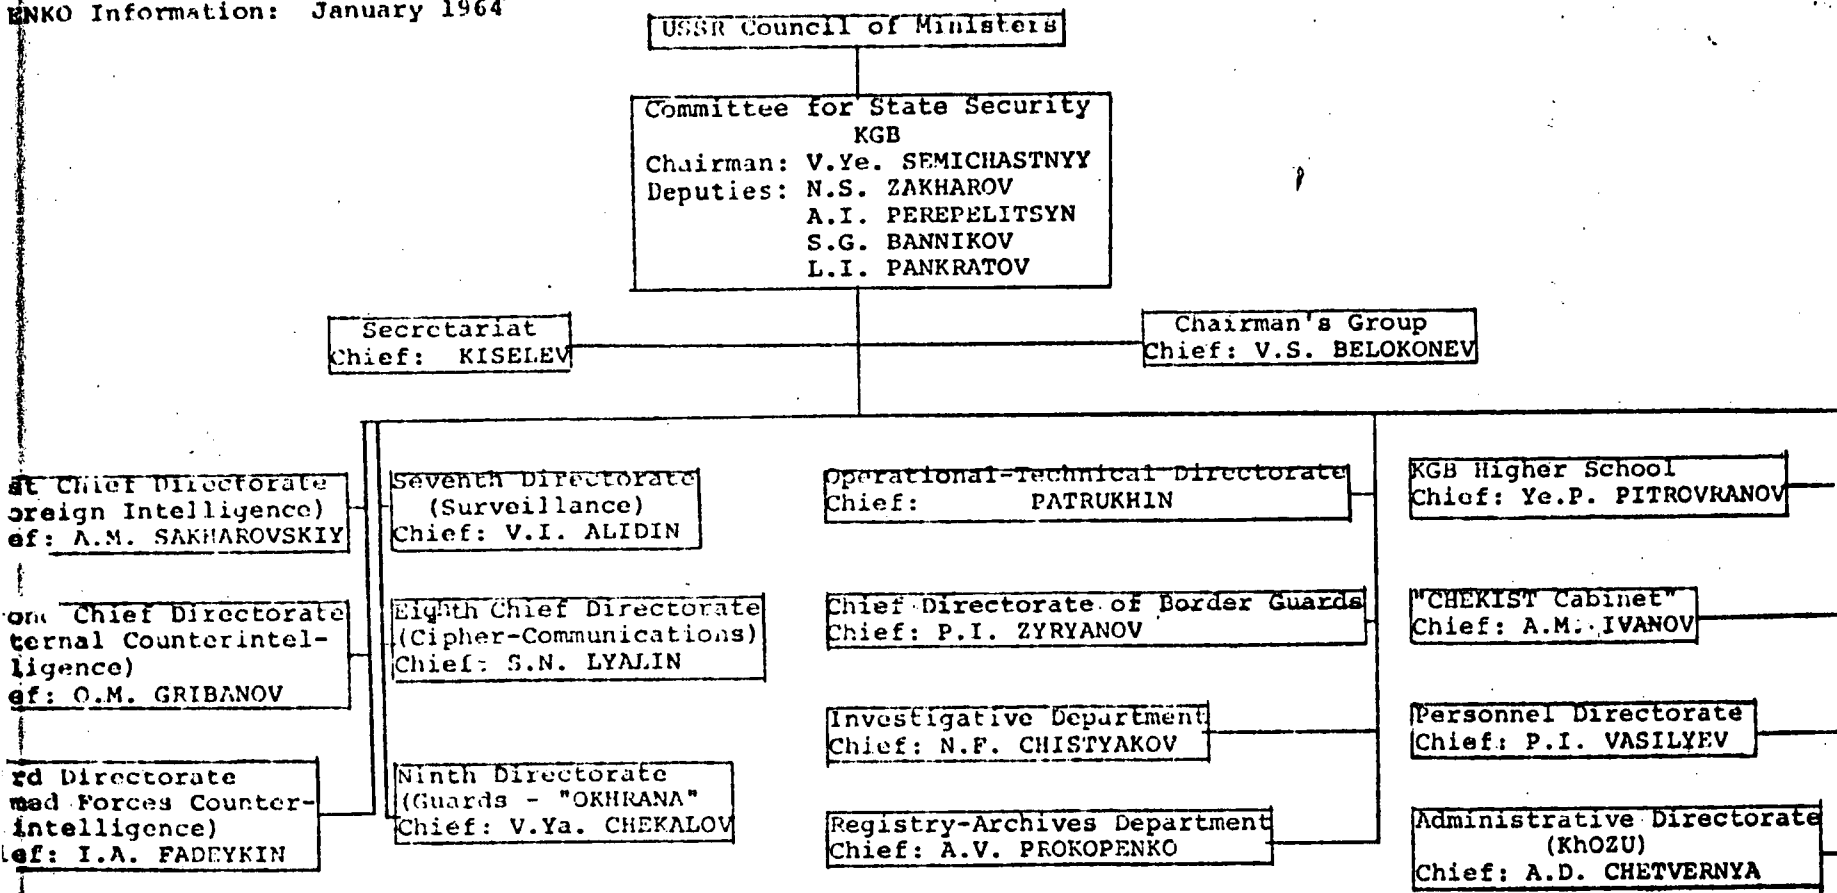 ENKO Information: January 1964
USSR Council of Ministers
Committee for State Security
KGB
Chairman: V.Ye. SEMICHASTNYY
Deputies: N.S. ZAKHAROV
A.I. PEREPELITSYN
S.G. BANNIKOV
L.I. PANKRATOV
Secretariat
Chief: KISELEV
Chairman's Group
Chief: V.S. BELOKONEV
st Chief Directorate
oreign Intelligence)
ef: A.M. SAKHAROVSKIY
ond Chief Directorate
ternal Counterintel-
ligence)
ef: O.M. GRIBANOV
rd Directorate
med Forces Counter-
intelligence)
ef: I.A. FADEYKIN
Seventh Directorate
(Surveillance)
Chief: V.I. ALIDIN
Eighth Chief Directorate
(Cipher-Communications)
Chief: S.N. LYALIN
Ninth Directorate
(Guards - "OKHRANA"
Chief: V.Ya. CHEKALOV
Operational-Technical Directorate
Chief: PATRUKHIN
Chief Directorate of Border Guards
Chief: P.I. ZYRYANOV
Investigative Department
Chief: N.F. CHISTYAKOV
Registry-Archives Department
Chief: A.V. PROKOPENKO
KGB Higher School
Chief: Ye.P. PITROVRANOV
"CHEKIST Cabinet"
Chief: A.M. IVANOV
Personnel Directorate
Chief: P.I. VASILYEV
Administrative Directorate
(KhOZU)
Chief: A.D. CHETVERNYA